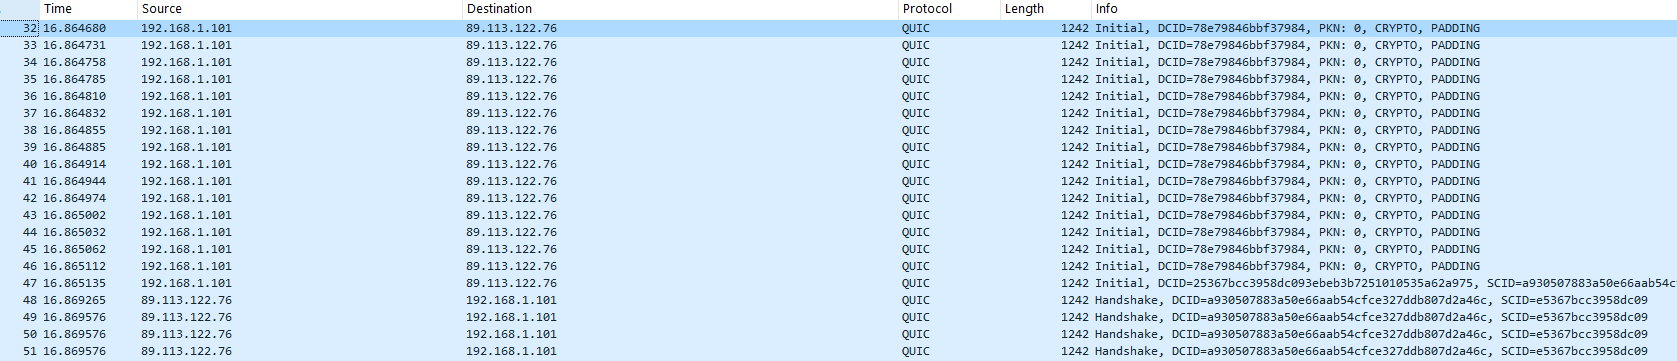 Time Source Destination Protocol Length Info
32 16.864680 192.168.1.101 89.113.122.76 QUIC 1242 Initial, DCID=78e79846bbf37984, PKN: 0, CRYPTO, PADDING
33 16.864731 192.168.1.101 89.113.122.76 QUIC 1242 Initial, DCID=78e79846bbf37984, PKN: 0, CRYPTO, PADDING
34 16.864758 192.168.1.101 89.113.122.76 QUIC 1242 Initial, DCID=78e79846bbf37984, PKN: 0, CRYPTO, PADDING
35 16.864785 192.168.1.101 89.113.122.76 QUIC 1242 Initial, DCID=78e79846bbf37984, PKN: 0, CRYPTO, PADDING
36 16.864810 192.168.1.101 89.113.122.76 QUIC 1242 Initial, DCID=78e79846bbf37984, PKN: 0, CRYPTO, PADDING
37 16.864832 192.168.1.101 89.113.122.76 QUIC 1242 Initial, DCID=78e79846bbf37984, PKN: 0, CRYPTO, PADDING
38 16.864855 192.168.1.101 89.113.122.76 QUIC 1242 Initial, DCID=78e79846bbf37984, PKN: 0, CRYPTO, PADDING
39 16.864885 192.168.1.101 89.113.122.76 QUIC 1242 Initial, DCID=78e79846bbf37984, PKN: 0, CRYPTO, PADDING
40 16.864914 192.168.1.101 89.113.122.76 QUIC 1242 Initial, DCID=78e79846bbf37984, PKN: 0, CRYPTO, PADDING
41 16.864944 192.168.1.101 89.113.122.76 QUIC 1242 Initial, DCID=78e79846bbf37984, PKN: 0, CRYPTO, PADDING
42 16.864974 192.168.1.101 89.113.122.76 QUIC 1242 Initial, DCID=78e79846bbf37984, PKN: 0, CRYPTO, PADDING
43 16.865002 192.168.1.101 89.113.122.76 QUIC 1242 Initial, DCID=78e79846bbf37984, PKN: 0, CRYPTO, PADDING
44 16.865032 192.168.1.101 89.113.122.76 QUIC 1242 Initial, DCID=78e79846bbf37984, PKN: 0, CRYPTO, PADDING
45 16.865062 192.168.1.101 89.113.122.76 QUIC 1242 Initial, DCID=78e79846bbf37984, PKN: 0, CRYPTO, PADDING
46 16.865112 192.168.1.101 89.113.122.76 QUIC 1242 Initial, DCID=78e79846bbf37984, PKN: 0, CRYPTO, PADDING
47 16.865135 192.168.1.101 89.113.122.76 QUIC 1242 Initial, DCID=25367bcc3958dc093ebeb3b7251010535a62a975, SCID=a930507883a50e66aab54c
48 16.869265 89.113.122.76 192.168.1.101 QUIC 1242 Handshake, DCID=a930507883a50e66aab54cfce327ddb807d2a46c, SCID=e5367bcc3958dc09
49 16.869576 89.113.122.76 192.168.1.101 QUIC 1242 Handshake, DCID=a930507883a50e66aab54cfce327ddb807d2a46c, SCID=e5367bcc3958dc09
50 16.869576 89.113.122.76 192.168.1.101 QUIC 1242 Handshake, DCID=a930507883a50e66aab54cfce327ddb807d2a46c, SCID=e5367bcc3958dc09
51 16.869576 89.113.122.76 192.168.1.101 QUIC 1242 Handshake, DCID=a930507883a50e66aab54cfce327ddb807d2a46c, SCID=e5367bcc3958dc09